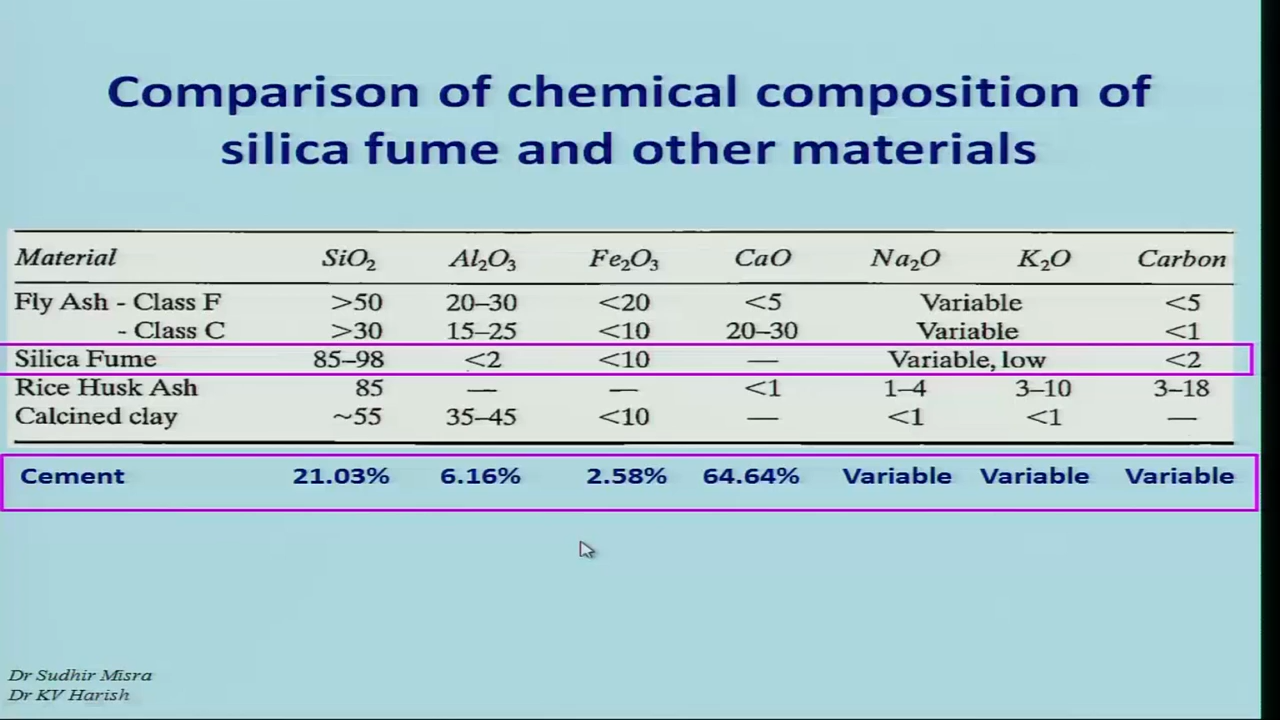 Comparison of chemical composition of
silica fume and other materials
Material SiO₂ Al₂O₃ Fe₂O₃ CaO Na₂O K₂O Carbon
Fly Ash - Class F >50 20–30 <20 <5 Variable <5
- Class C >30 15–25 <10 20–30 Variable <1
Silica Fume 85–98 <2 <10 — Variable, low <2
Rice Husk Ash 85 — — <1 1–4 3–10 3–18
Calcined clay ~55 35–45 <10 — <1 <1 —
Cement 21.03% 6.16% 2.58% 64.64% Variable Variable Variable
Dr Sudhir Misra
Dr KV Harish